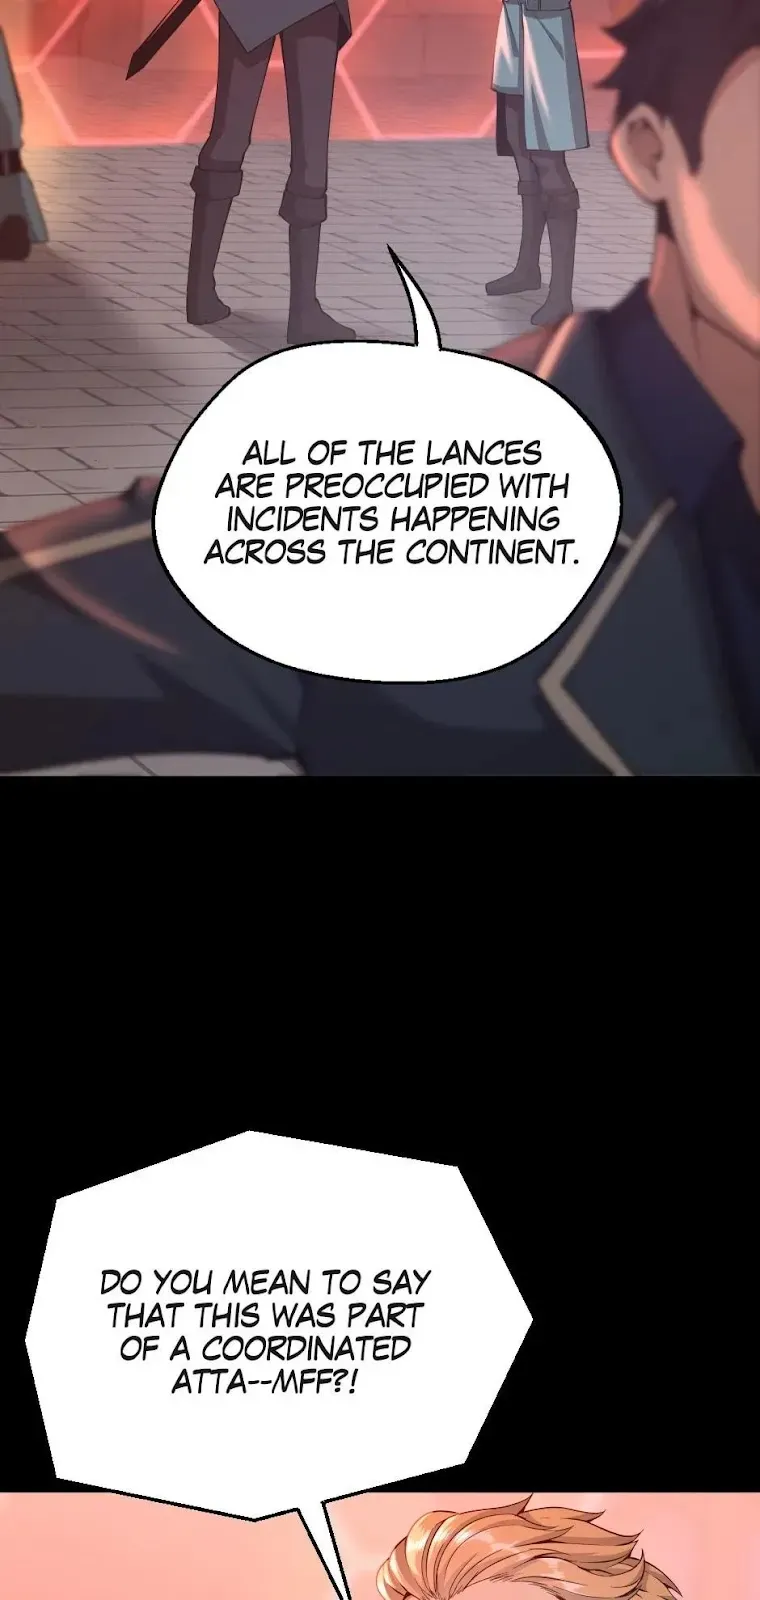 ALL OF THE LANCES
ARE PREOCCUPIED WITH
INCIDENTS HAPPENING
ACROSS THE CONTINENT.
DO YOU MEAN TO SAY
THAT THIS WAS PART
OF A COORDINATED
ATTA--MFF?!